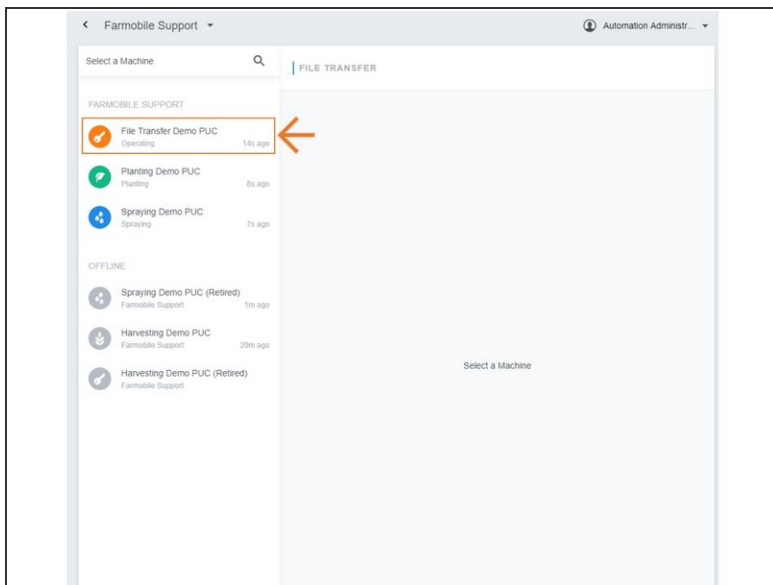 Farmobile Support
Automation Administr...
Select a Machine
FILE TRANSFER
FARMOBILE SUPPORT
File Transfer Demo PUC
Operating 14s ago
Planting Demo PUC
Planting 8s ago
Spraying Demo PUC
Spraying 7s ago
OFFLINE
Spraying Demo PUC (Retired)
Farmobile Support 1m ago
Harvesting Demo PUC
Farmobile Support 20m ago
Harvesting Demo PUC (Retired)
Farmobile Support
Select a Machine